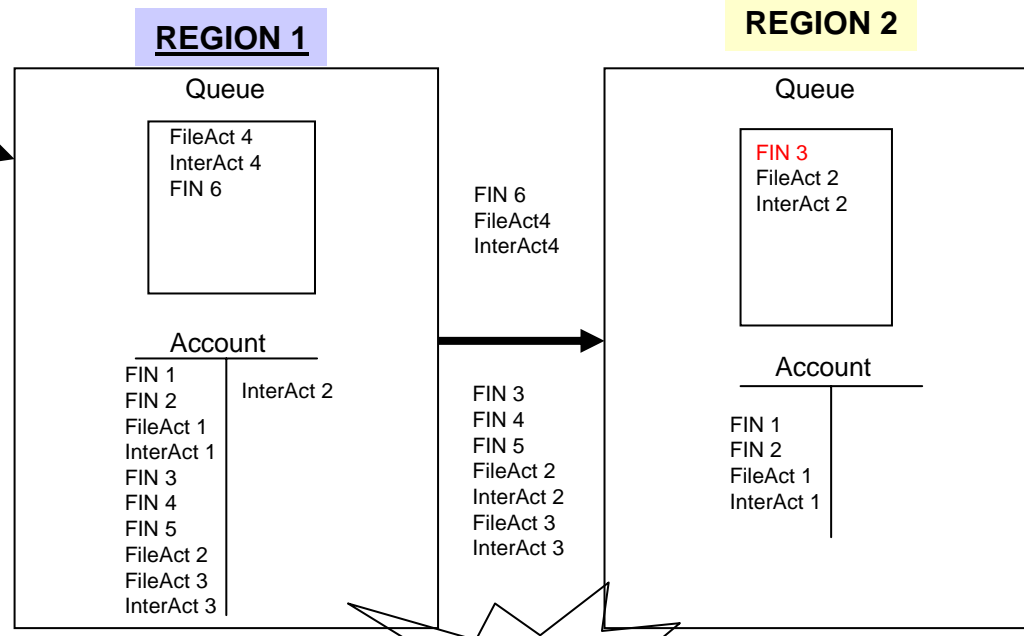 REGION 1
Queue
FileAct 4
InterAct 4
FIN 6
Account
FIN 1
FIN 2
FileAct 1
InterAct 1
FIN 3
FIN 4
FIN 5
FileAct 2
FileAct 3
InterAct 3
InterAct 2
FIN 6
FileAct4
InterAct4
FIN 3
FIN 4
FIN 5
FileAct 2
InterAct 2
FileAct 3
InterAct 3
REGION 2
Queue
FIN 3
FileAct 2
InterAct 2
Account
FIN 1
FIN 2
FileAct 1
InterAct 1